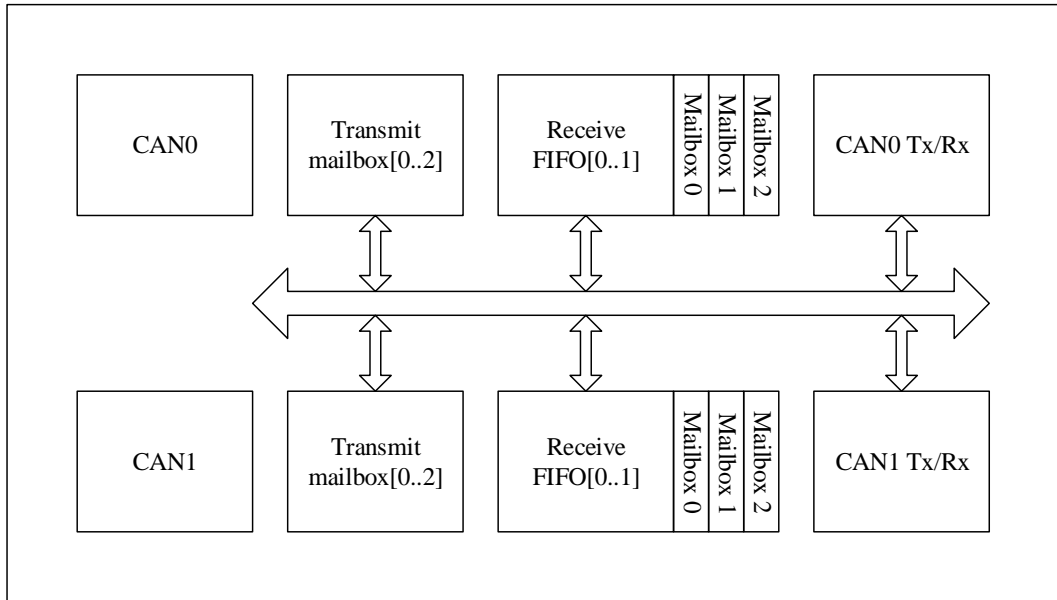 CAN0
Transmit
mailbox[0..2]
Receive
FIFO[0..1]
Mailbox 0
Mailbox 1
Mailbox 2
CAN0 Tx/Rx
CAN1
Transmit
mailbox[0..2]
Receive
FIFO[0..1]
Mailbox 0
Mailbox 1
Mailbox 2
CAN1 Tx/Rx